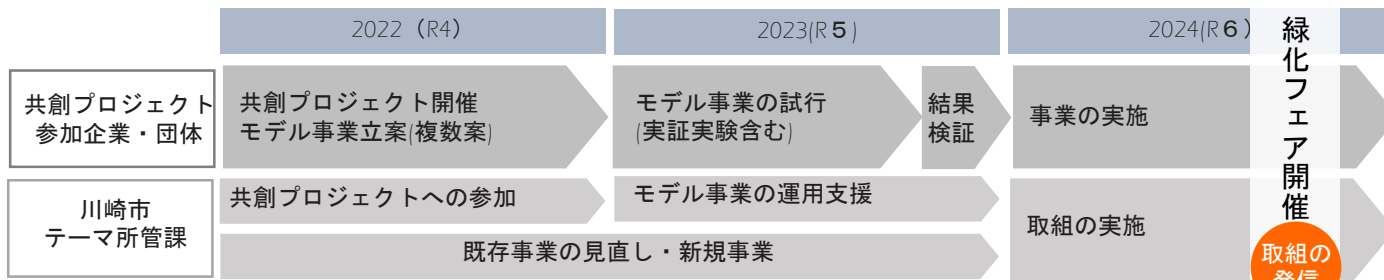 2022（R4）
2023(R５)
2024(R６)
共創プロジェクト
参加企業・団体
共創プロジェクト開催
モデル事業立案(複数案)
モデル事業の試行
(実証実験含む)
結果
検証
事業の実施
川崎市
テーマ所管課
共創プロジェクトへの参加
モデル事業の運用支援
既存事業の見直し・新規事業
取組の実施
緑化フェア開催
取組の
発信